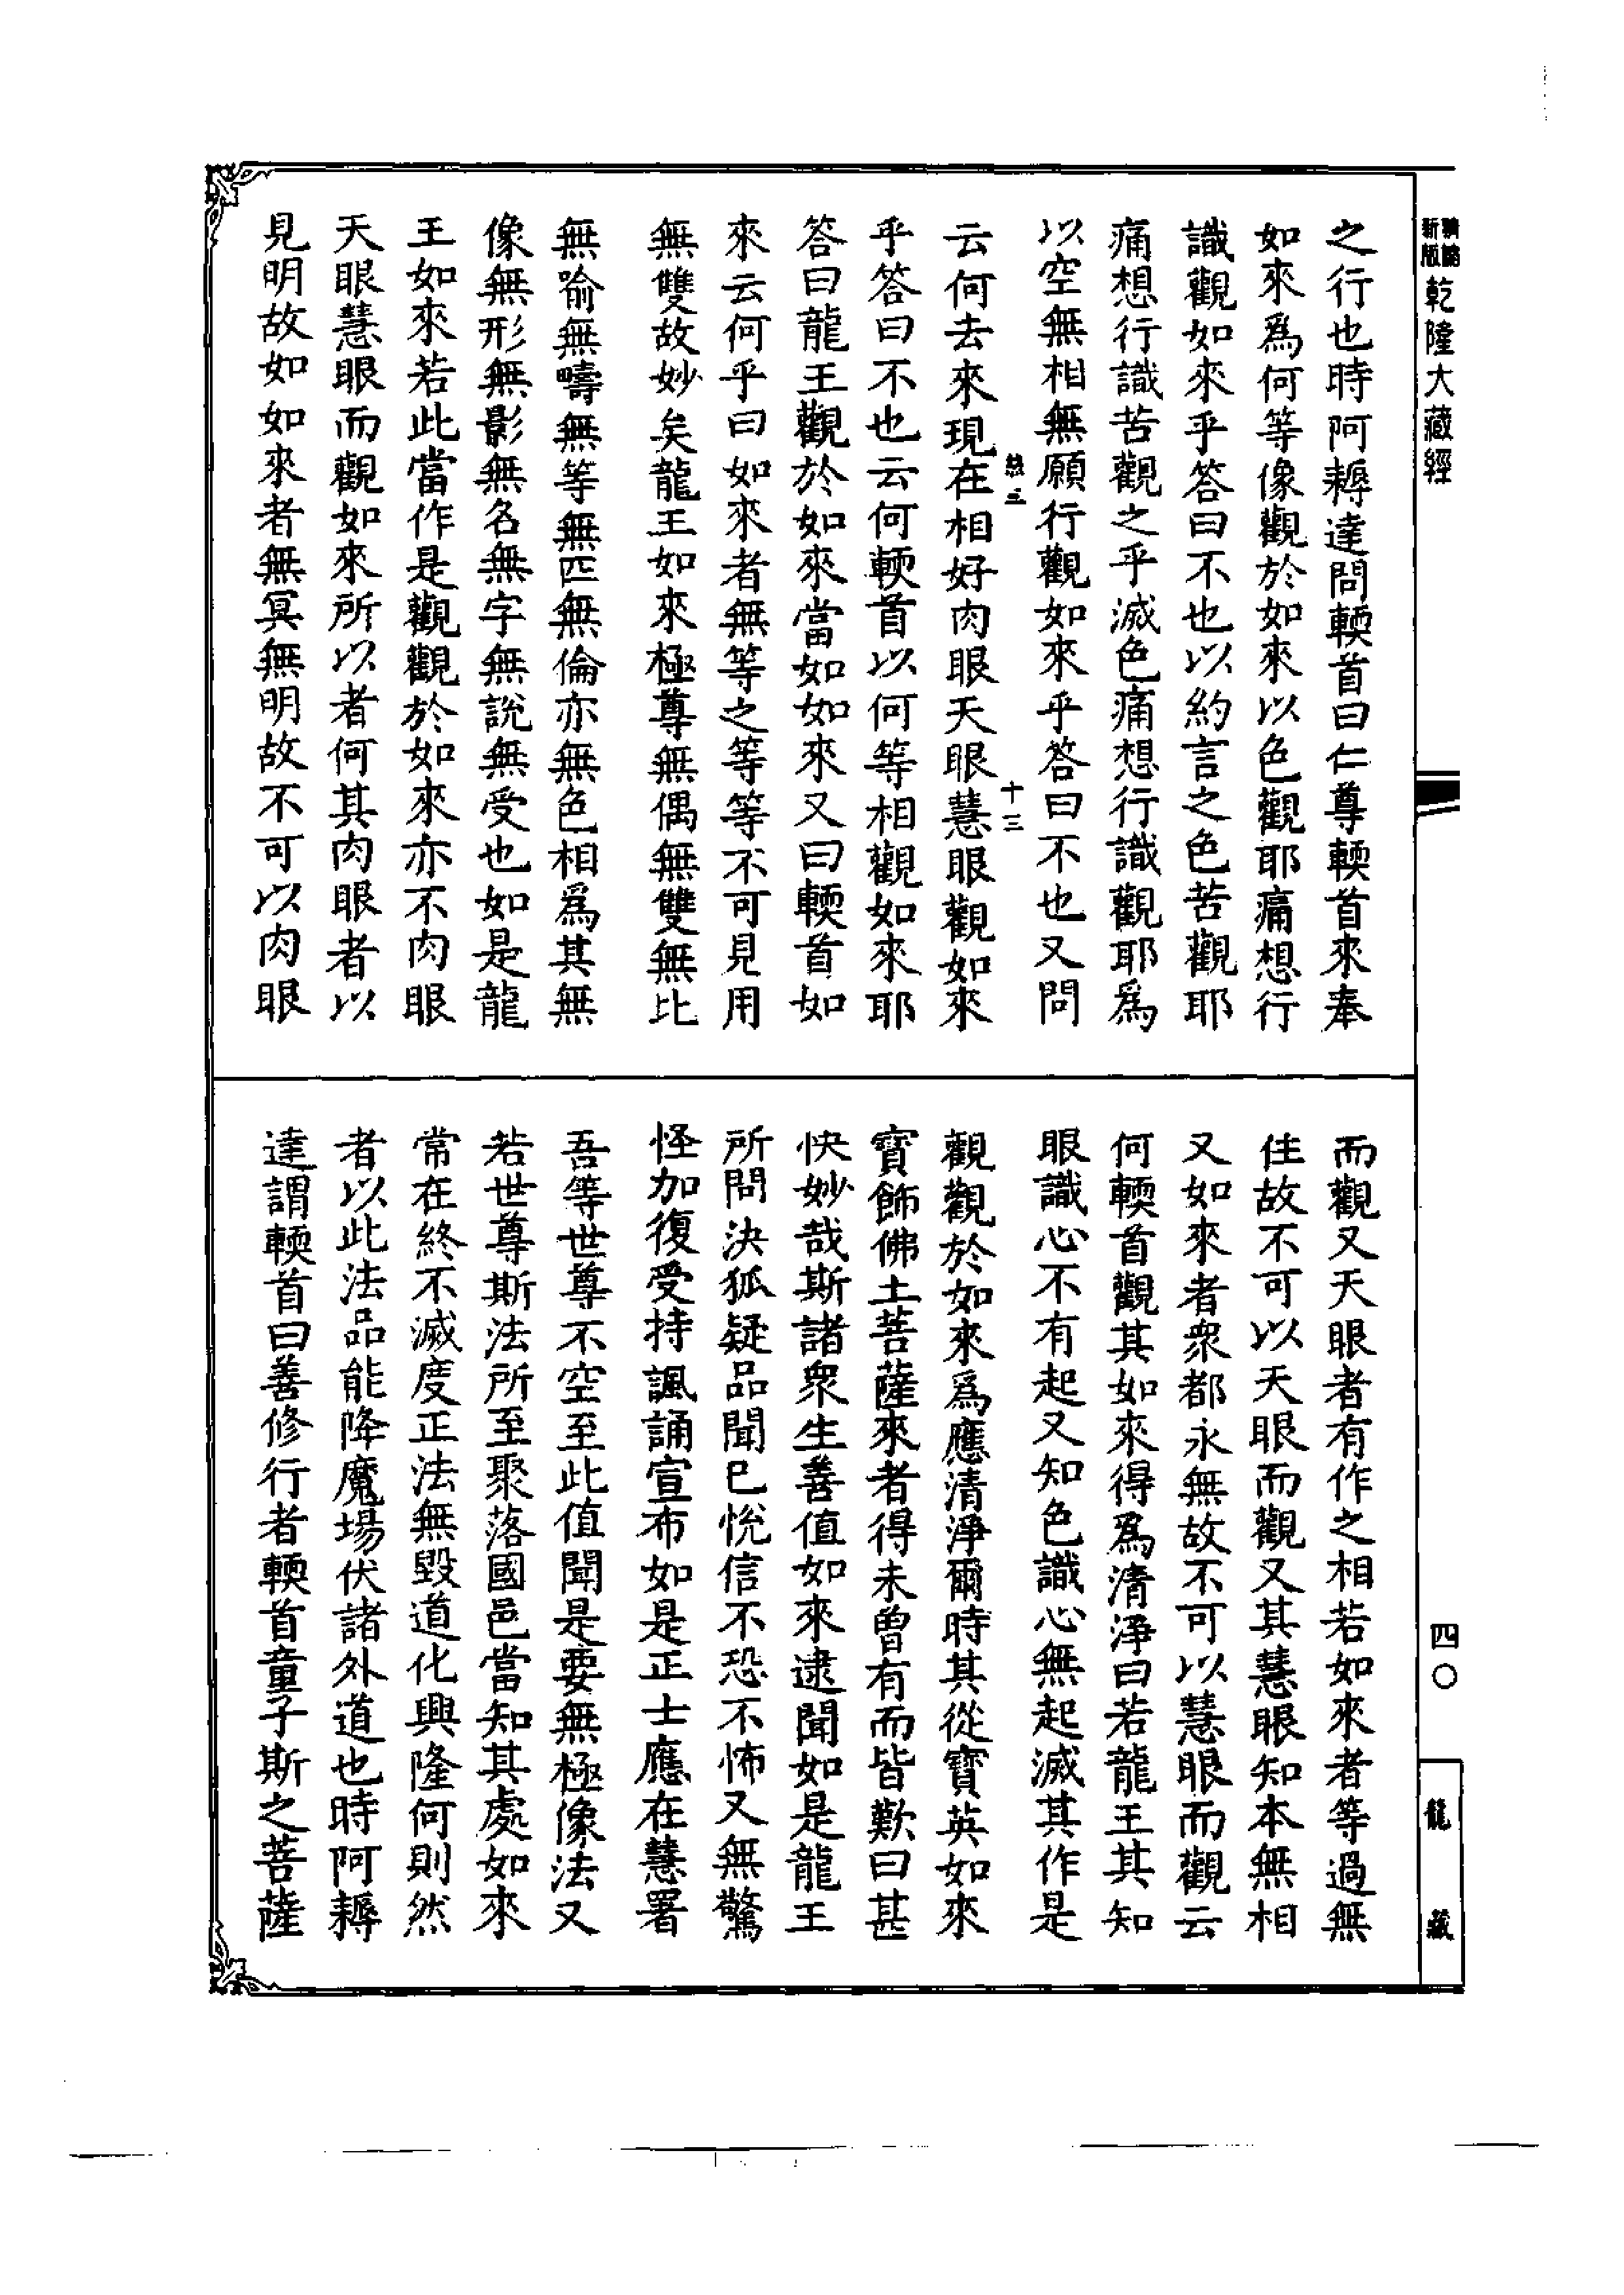 新版
乾隆大藏經
之行也時阿耨達問輭首曰仁尊輭首來奉
如來爲何等像觀於如來以色觀耶痛想行
識觀如來乎答曰不也以約言之色苦觀耶
痛想行識苦觀之乎滅色痛想行識觀耶爲
以空無相無願行觀如來乎答曰不也又問
十三
云何去來現在相好肉眼天眼慧眼觀如來
乎答曰不也云何輭首以何等相觀如來耶
答曰龍王觀於如來當如如來又曰輭首如
來云何乎曰如來者無等之等等不可見用
無雙故妙矣龍王如來極尊無偶無雙無比
無喻無疇無等無匹無倫亦無色相爲其無
像無形無影無名無字無說無受也如是龍
王如來若此當作是觀觀於如來亦不肉眼
天眼慧眼而觀如來所以者何其肉眼者以
見明故如如來者無冥無明故不可以肉眼
而觀又天眼者有作之相若如來者等過無
住故不可以天眼而觀又其慧眼知本無相
又如來者衆都永無故不可以慧眼而觀云
何輭首觀其如來得爲清淨曰若龍王其知
眼識心不有起又知色識心無起滅其作是
觀觀於如來爲應清淨爾時其從寶英如來
寶飾佛土菩薩來者得未曾有而皆歎曰甚
快妙哉斯諸衆生善值如來逮聞如是龍王
所問決狐疑品聞已悅信不恐不怖又無驚
怪加復受持諷誦宣布如是正士應在慧署
吾等世尊不空至此值聞是要無極像法又
若世尊斯法所至聚落國邑當知其處如來
常在終不滅度正法無毀道化興隆何則然
者以此法品能降魔場伏諸外道也時阿耨
達謂輭首曰善修行者輭首童子斯之菩薩
四〇
龍藏